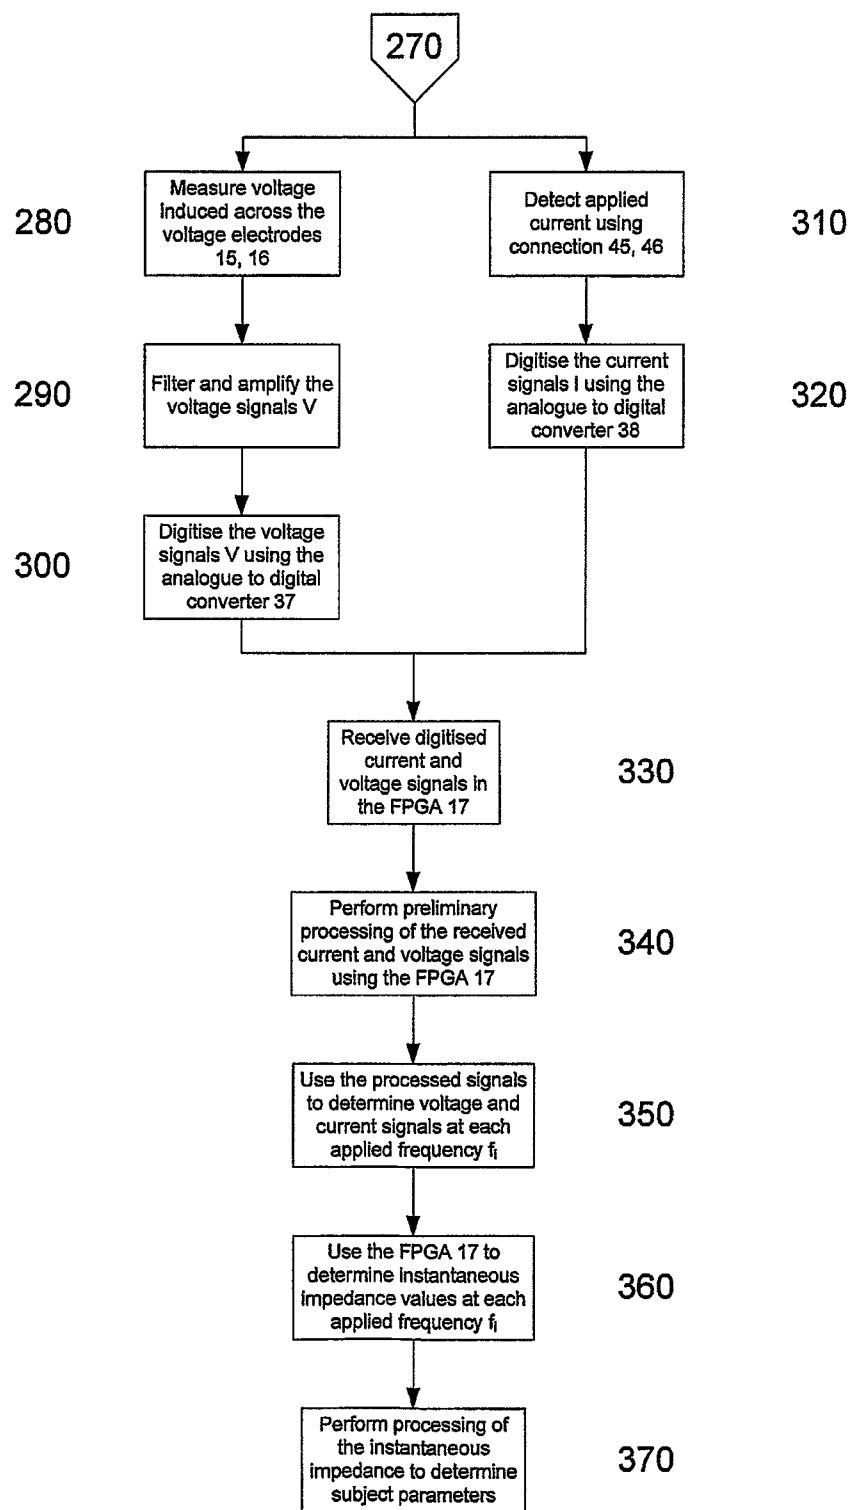 270
280
Measure voltage
induced across the
voltage electrodes
15, 16
Detect applied
current using
connection 45, 46
310
290
Filter and amplify the
voltage signals V
Digitise the current
signals I using the
analogue to digital
converter 38
320
300
Digitise the voltage
signals V using the
analogue to digital
converter 37
Receive digitised
current and
voltage signals in
the FPGA 17
330
Perform preliminary
processing of the received
current and voltage signals
using the FPGA 17
340
Use the processed signals
to determine voltage and
current signals at each
applied frequency fi
350
Use the FPGA 17 to
determine instantaneous
impedance values at each
applied frequency fi
360
Perform processing of
the instantaneous
impedance to determine
subject parameters
370